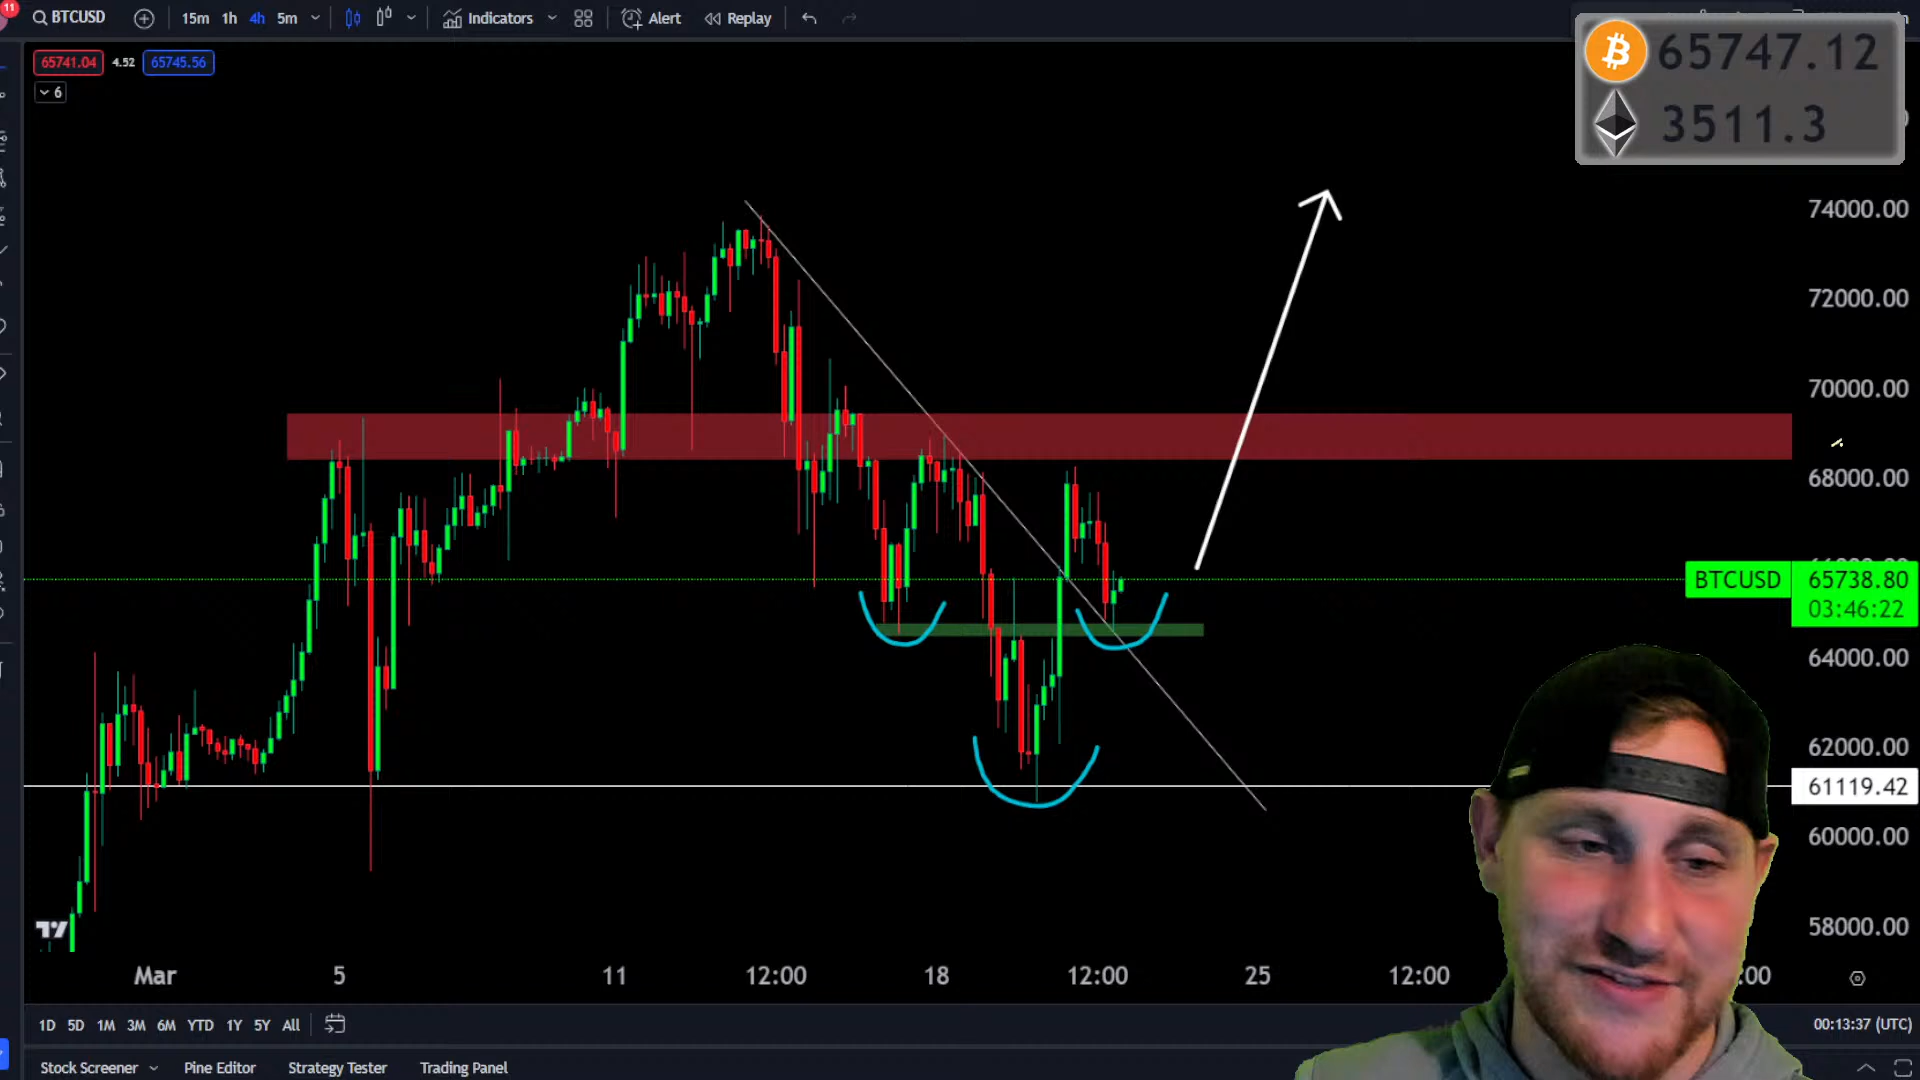 11
BTCUSD 15m 1h 4h 5m Indicators Alert Replay
65741.04 4.52 65745.56
6
65747.12
3511.3
74000.00
72000.00
70000.00
68000.00
BTCUSD 65738.80
03:46:22
64000.00
62000.00
61119.42
60000.00
58000.00
Mar 5 11 12:00 18 12:00 25 12:00
1D 5D 1M 3M 6M YTD 1Y 5Y All
00:13:37 (UTC)
Stock Screener Pine Editor Strategy Tester Trading Panel